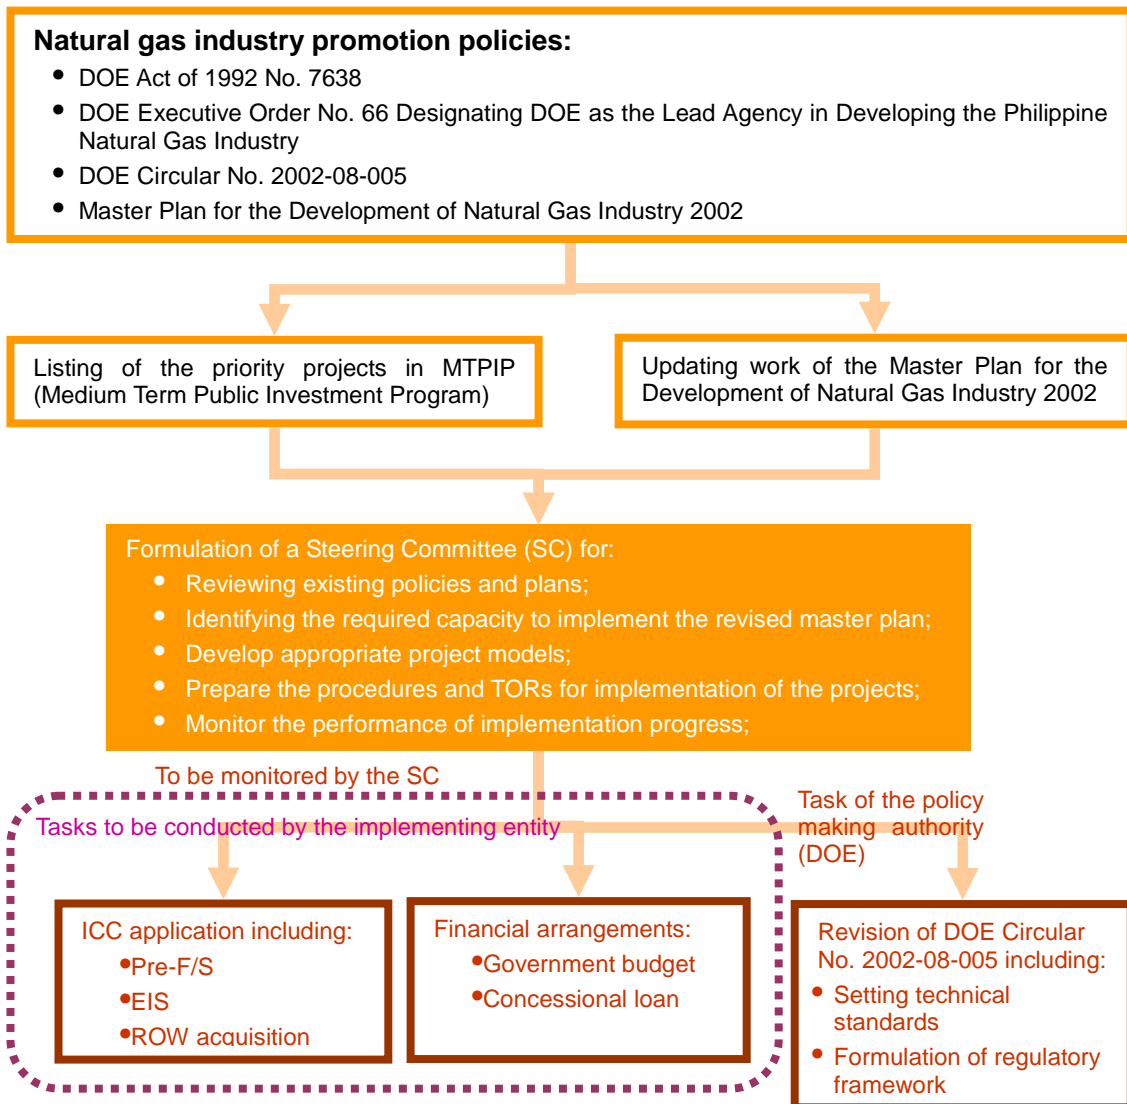 Natural gas industry promotion policies:
• DOE Act of 1992 No. 7638
• DOE Executive Order No. 66 Designating DOE as the Lead Agency in Developing the Philippine
Natural Gas Industry
• DOE Circular No. 2002-08-005
• Master Plan for the Development of Natural Gas Industry 2002
Listing of the priority projects in MTPIP
(Medium Term Public Investment Program)
Updating work of the Master Plan for the
Development of Natural Gas Industry 2002
Formulation of a Steering Committee (SC) for:
• Reviewing existing policies and plans;
• Identifying the required capacity to implement the revised master plan;
• Develop appropriate project models;
• Prepare the procedures and TORs for implementation of the projects;
• Monitor the performance of implementation progress;
To be monitored by the SC
Tasks to be conducted by the implementing entity
Task of the policy
making authority
(DOE)
ICC application including:
•Pre-F/S
•EIS
•ROW acquisition
Financial arrangements:
•Government budget
•Concessional loan
Revision of DOE Circular
No. 2002-08-005 including:
• Setting technical
standards
• Formulation of regulatory
framework